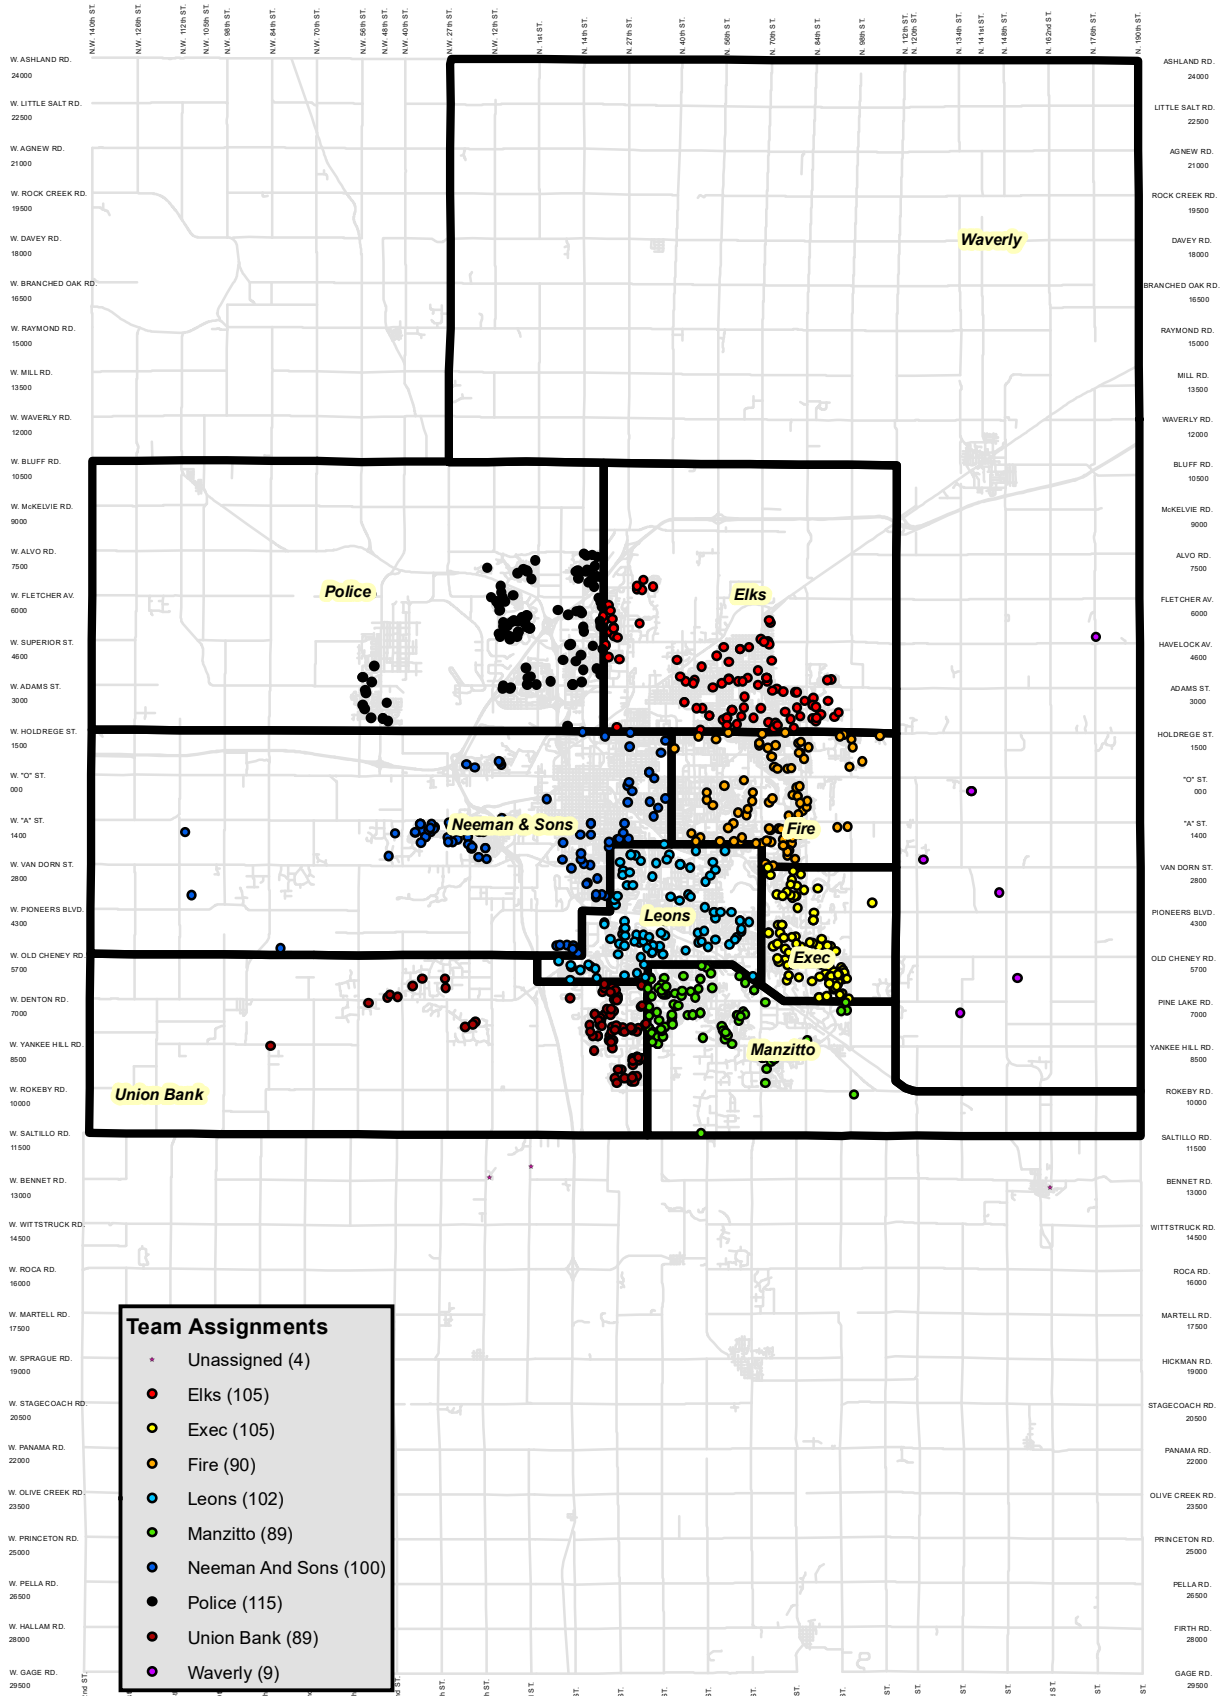 N.W. 140th ST.
N.W. 126th ST.
N.W. 112th ST.
N.W. 105th ST.
N.W. 98th ST.
N.W. 84th ST.
N.W. 70th ST.
N.W. 56th ST.
N.W. 48th ST.
N.W. 40th ST.
N.W. 27th ST.
N.W. 12th ST.
N. 1st ST.
N. 14th ST.
N. 27th ST.
N. 40th ST.
N. 56th ST.
N. 70th ST.
N. 84th ST.
N. 98th ST.
N. 112th ST.
N. 120th ST.
N. 134th ST.
N. 141st ST.
N. 148th ST.
N. 162nd ST.
N. 176th ST.
N. 190th ST.
W. ASHLAND RD.
24000
W. LITTLE SALT RD.
22500
W. AGNEW RD.
21000
W. ROCK CREEK RD.
19500
W. DAVEY RD.
18000
W. BRANCHED OAK RD.
16500
W. RAYMOND RD.
15000
W. MILL RD.
13500
W. WAVERLY RD.
12000
W. BLUFF RD.
10500
W. McKELVIE RD.
9000
W. ALVO RD.
7500
W. FLETCHER AV.
6000
W. SUPERIOR ST.
4600
W. ADAMS ST.
3000
W. HOLDREGE ST.
1500
W. "O" ST.
000
W. "A" ST.
1400
W. VAN DORN ST.
2800
W. PIONEERS BLVD.
4300
W. OLD CHENEY RD.
5700
W. DENTON RD.
7000
W. YANKEE HILL RD.
8500
W. ROKEBY RD.
10000
W. SALTILLO RD.
11500
W. BENNET RD.
13000
W. WITTSTRUCK RD.
14500
W. ROCA RD.
16000
W. MARTELL RD.
17500
W. SPRAGUE RD.
19000
W. STAGECOACH RD.
20500
W. PANAMA RD.
22000
W. OLIVE CREEK RD.
23500
W. PRINCETON RD.
25000
W. PELLA RD.
26500
W. HALLAM RD.
28000
W. GAGE RD.
29500
ASHLAND RD.
24000
LITTLE SALT RD.
22500
AGNEW RD.
21000
ROCK CREEK RD.
19500
DAVEY RD.
18000
BRANCHED OAK RD.
16500
RAYMOND RD.
15000
MILL RD.
13500
WAVERLY RD.
12000
BLUFF RD.
10500
McKELVIE RD.
9000
ALVO RD.
7500
FLETCHER AV.
6000
HAVELOCK AV.
4600
ADAMS ST.
3000
HOLDREGE ST.
1500
"O" ST.
000
"A" ST.
1400
VAN DORN ST.
2800
PIONEERS BLVD.
4300
OLD CHENEY RD.
5700
PINE LAKE RD.
7000
YANKEE HILL RD.
8500
ROKEBY RD.
10000
SALTILLO RD.
11500
BENNET RD.
13000
WITTSTRUCK RD.
14500
ROCA RD.
16000
MARTELL RD.
17500
HICKMAN RD.
19000
STAGECOACH RD.
20500
PANAMA RD.
22000
OLIVE CREEK RD.
23500
PRINCETON RD.
25000
PELLA RD.
26500
FIRTH RD.
28000
GAGE RD.
29500
Waverly
Police
Elks
Neeman & Sons
Fire
Leons
Exec
Manzitto
Union Bank
Team Assignments
Unassigned (4)
Elks (105)
Exec (105)
Fire (90)
Leons (102)
Manzitto (89)
Neeman And Sons (100)
Police (115)
Union Bank (89)
Waverly (9)